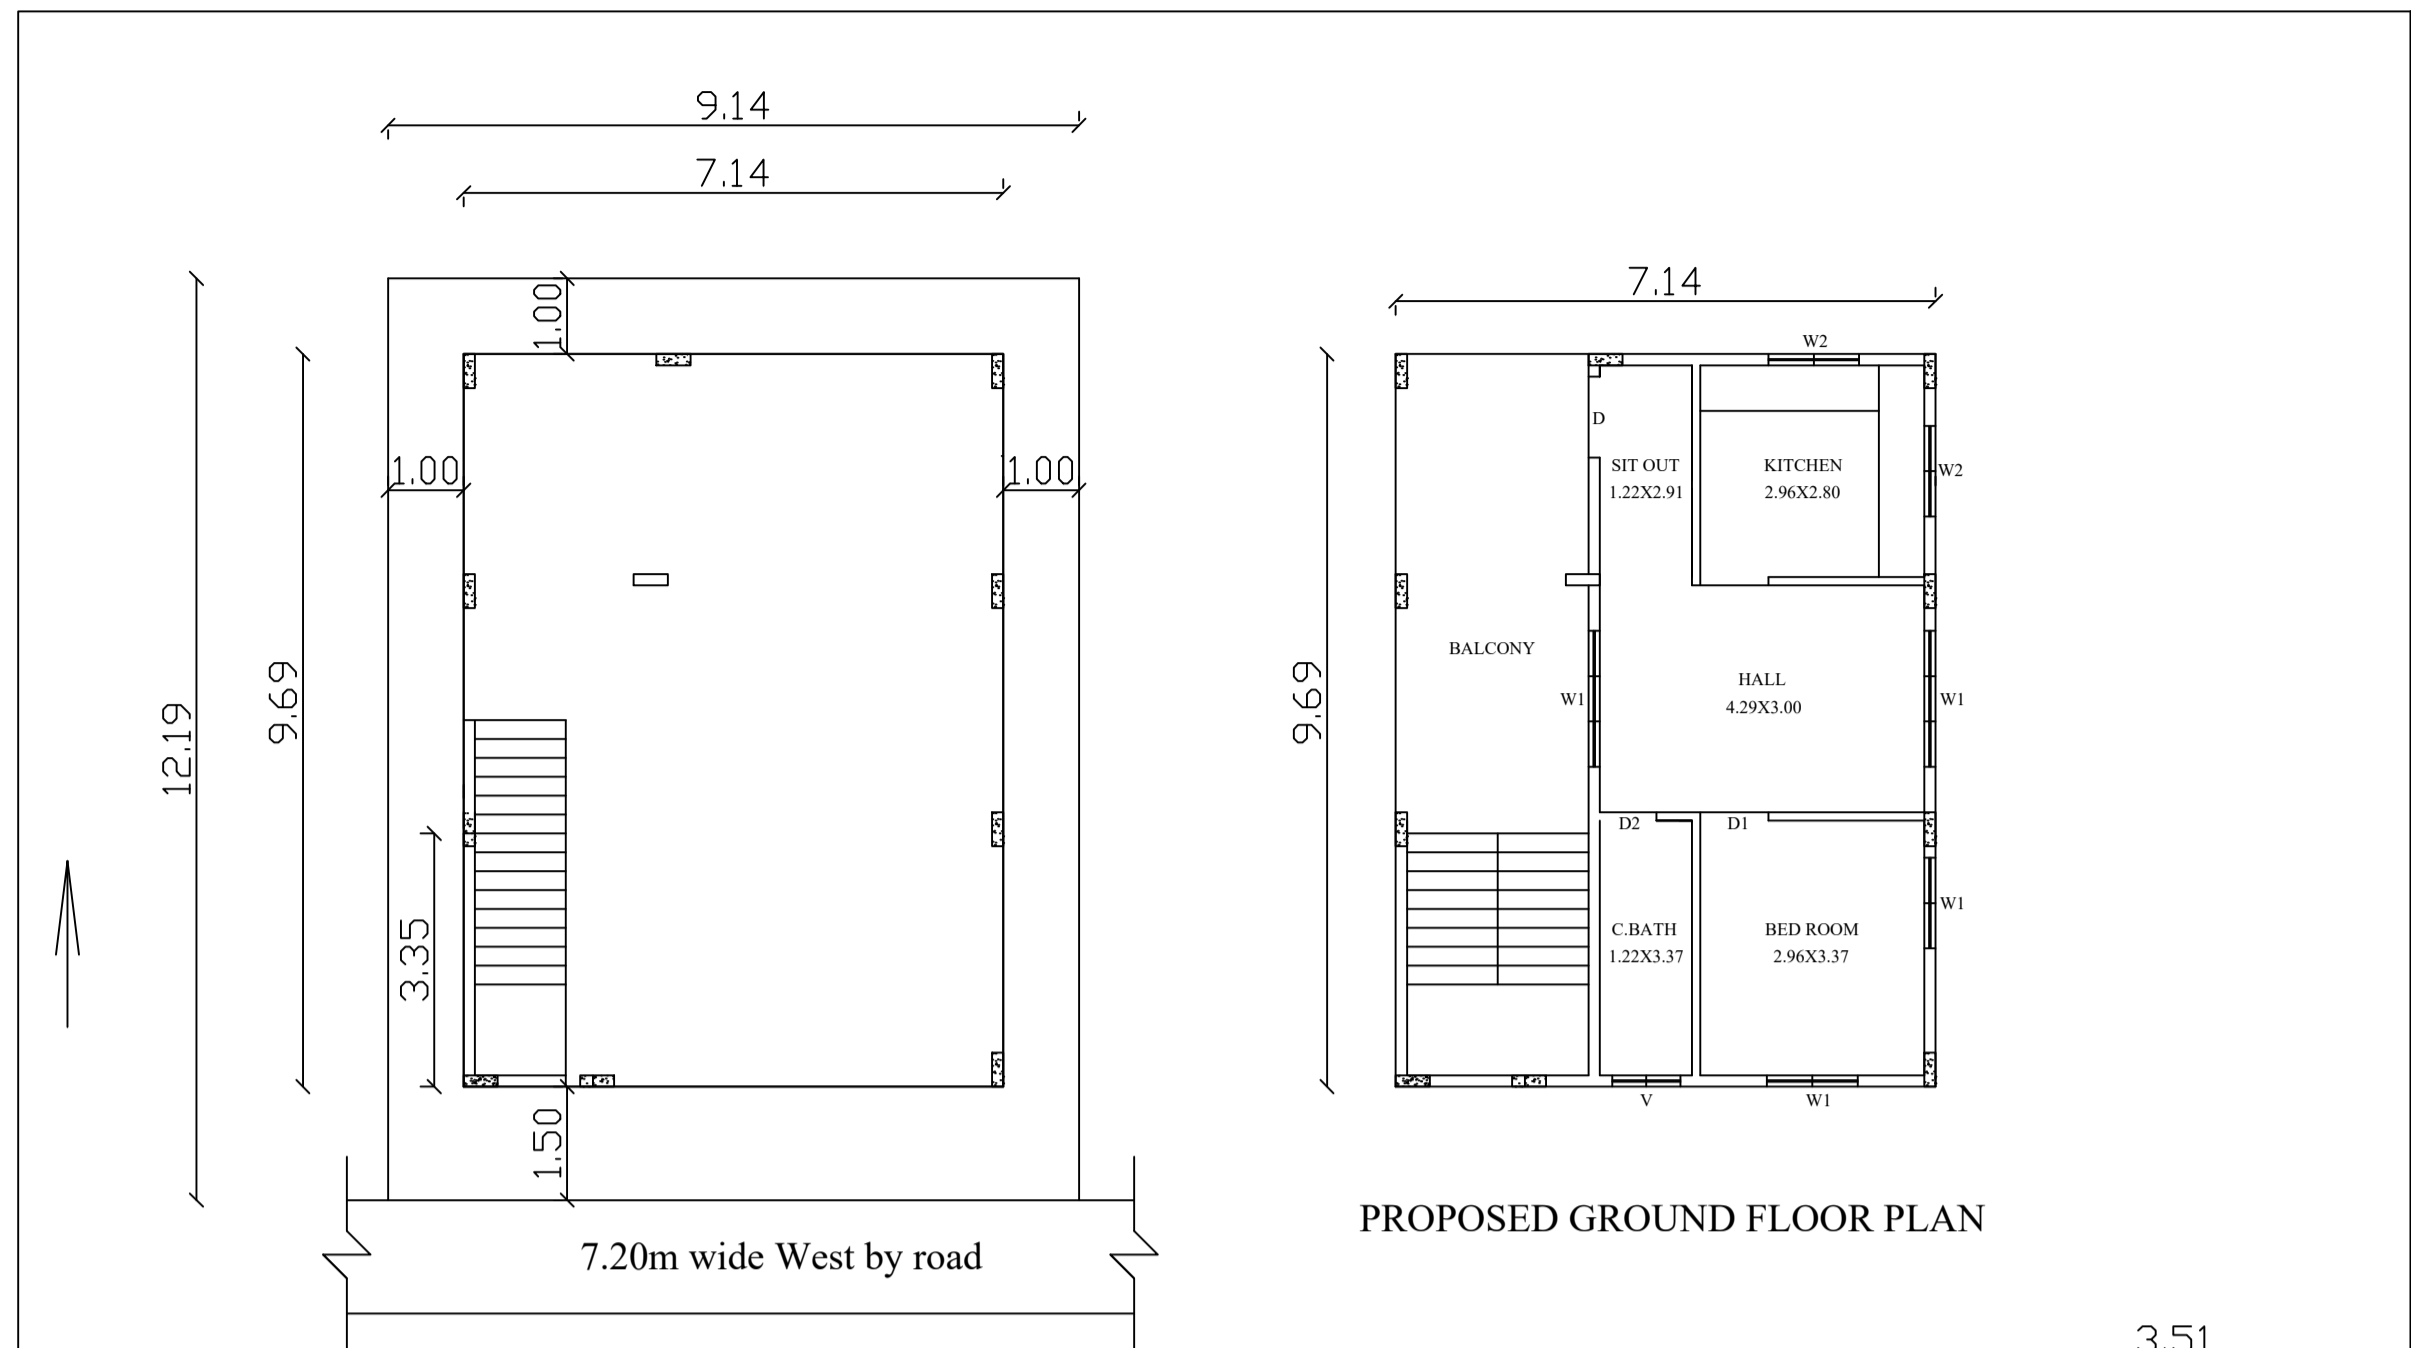 9.14
7.14
1.00
1.00
1.00
12.19
9.69
3.35
1.50
7.20m wide West by road
7.14
W2
D
SIT OUT
1.22X2.91
KITCHEN
2.96X2.80
W2
9.69
BALCONY
W1
HALL
4.29X3.00
W1
D2
D1
W1
C.BATH
1.22X3.37
BED ROOM
2.96X3.37
V
W1
PROPOSED GROUND FLOOR PLAN
3.51